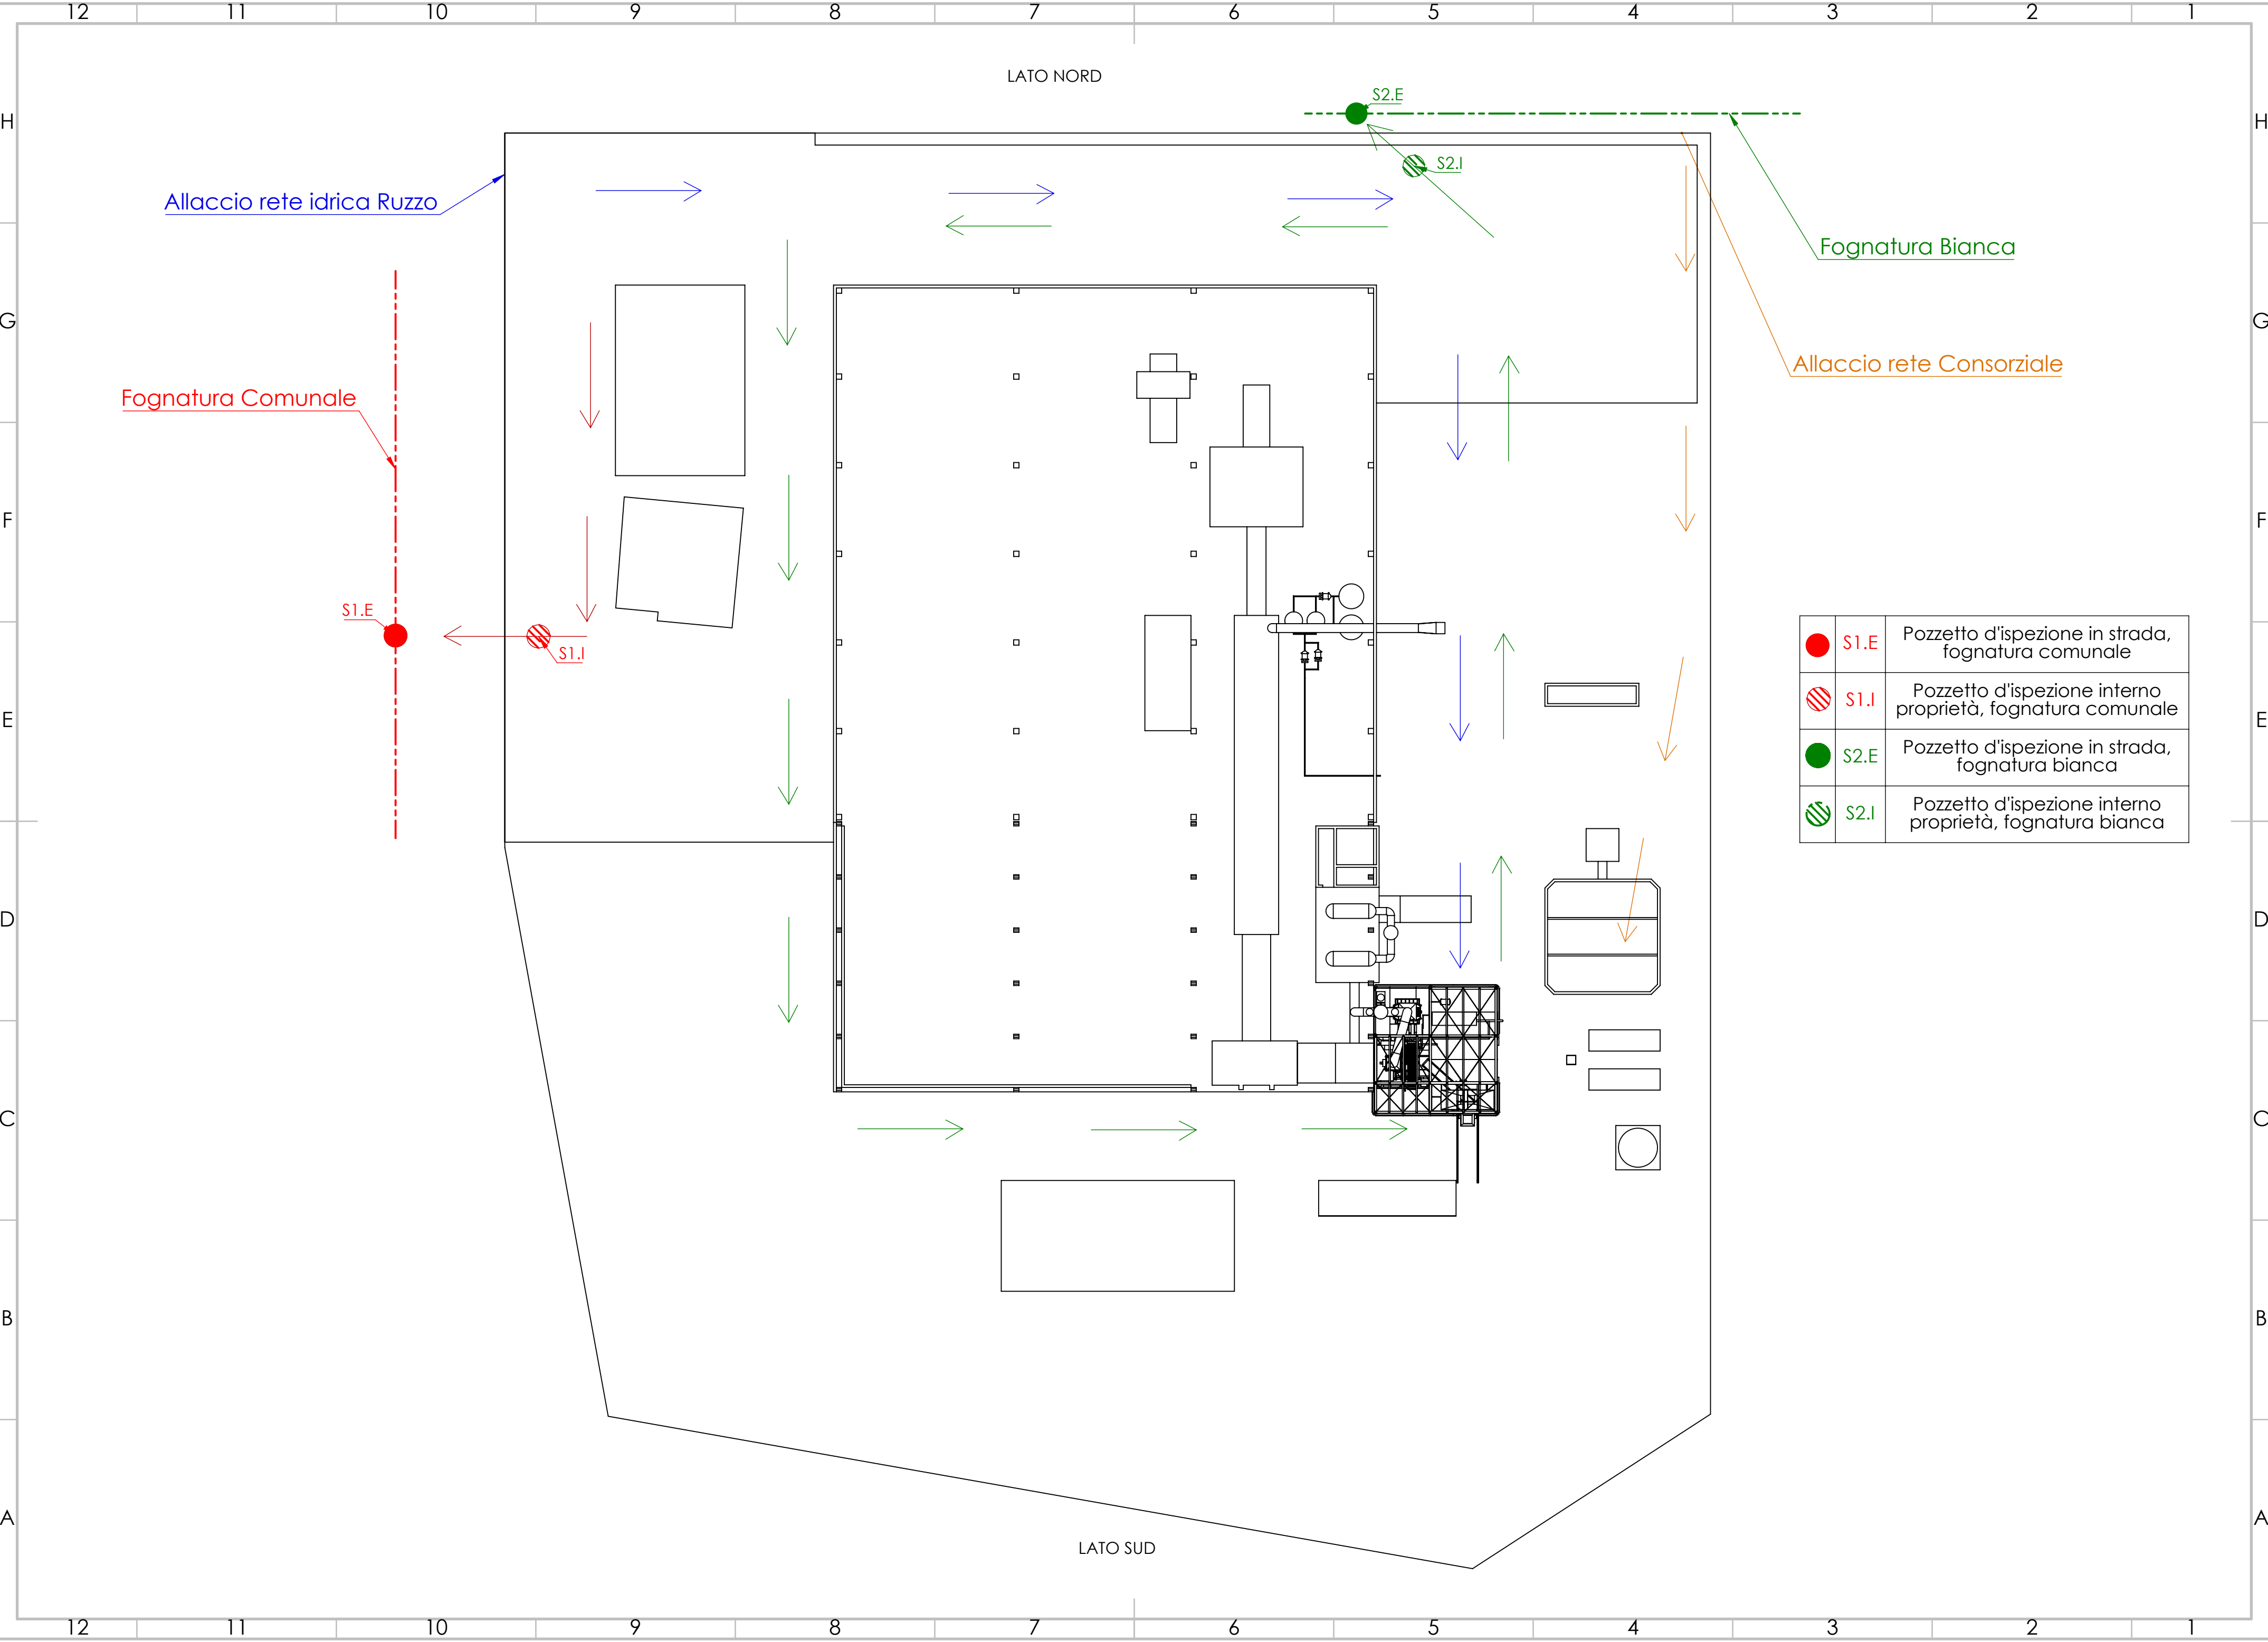 12 11 10 9 8 7 6 5 4 3 2 1
LATO NORD
S2.E
H H
S2.I
Allaccio rete idrica Ruzzo
Fognatura Bianca
G G
Allaccio rete Consorziale
Fognatura Comunale
F F
S1.E
S1.I
S1.E Pozzetto d'ispezione in strada,
fognatura comunale
S1.I Pozzetto d'ispezione interno
proprietà, fognatura comunale
E E
S2.E Pozzetto d'ispezione in strada,
fognatura bianca
S2.I Pozzetto d'ispezione interno
proprietà, fognatura bianca
D D
C C
B B
A A
LATO SUD
12 11 10 9 8 7 6 5 4 3 2 1